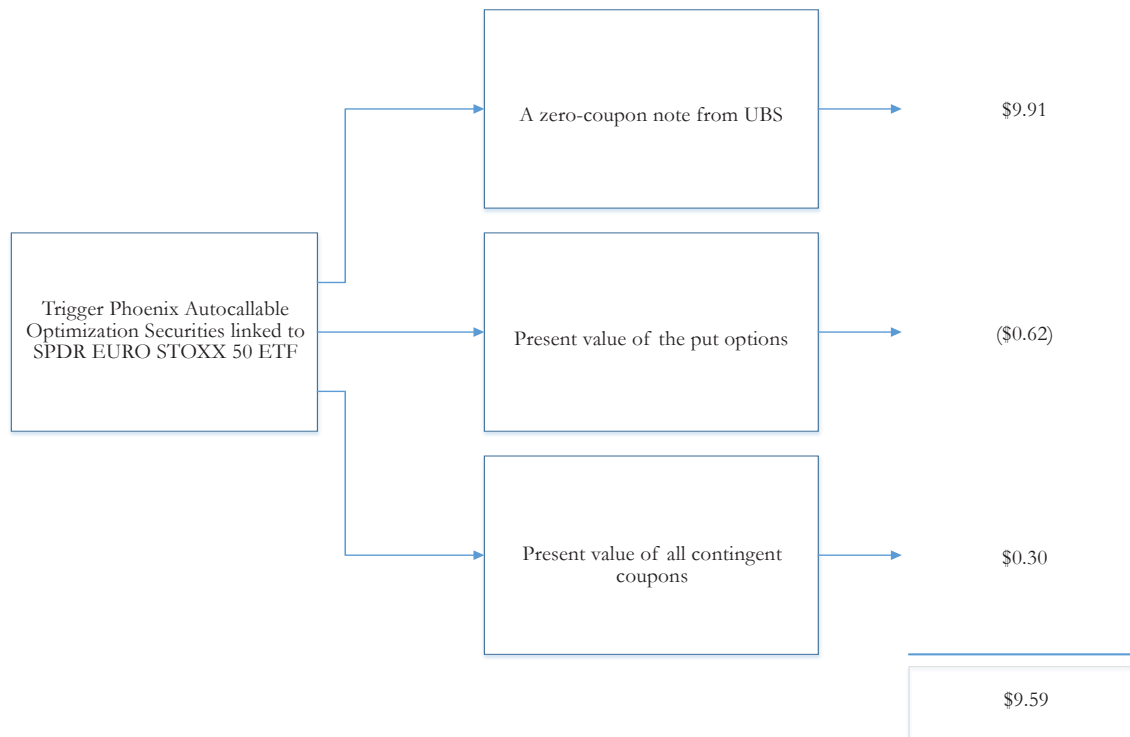 A zero-coupon note from UBS
$9.91
Trigger Phoenix Autocallable
Optimization Securities linked to
SPDR EURO STOXX 50 ETF
Present value of the put options
($0.62)
Present value of all contingent
coupons
$0.30
$9.59